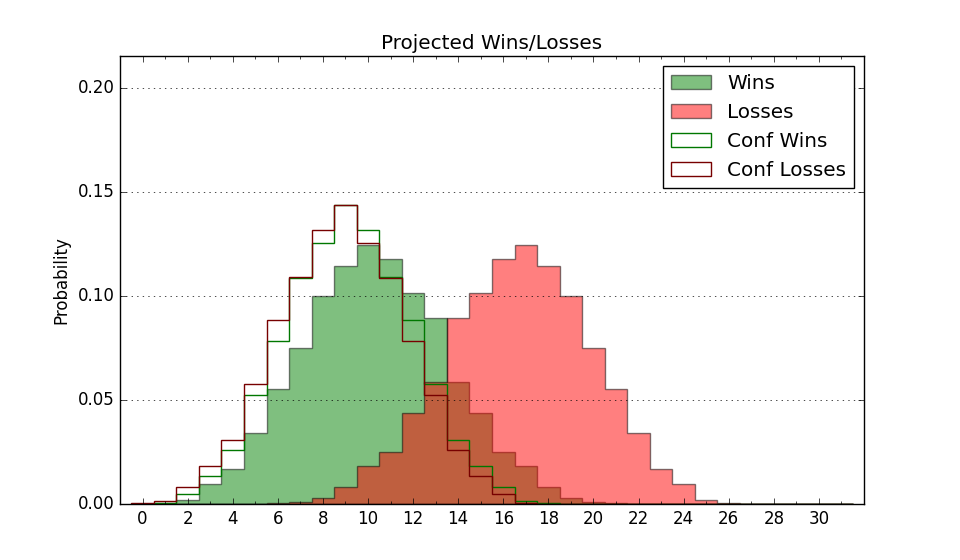 Projected Wins/Losses
Wins
Losses
Conf Wins
Conf Losses
Probability
0.20
0.15
0.10
0.05
0.00
0 2 4 6 8 10 12 14 16 18 20 22 24 26 28 30